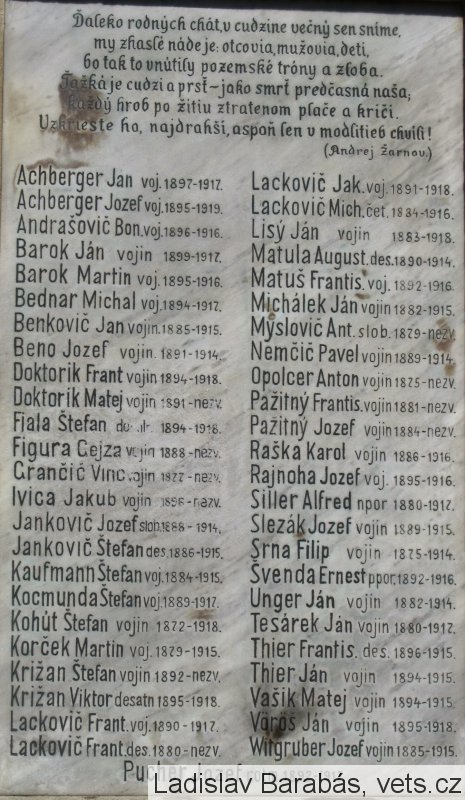 Ďaleko rodných chát, v cudzine večný sen sníme,
my zhaslé nádeje: otcovia, mužovia, deti,
bo tak to vnútily pozemské tróny a zloba.
Ťažká je cudzia prsť – jako smrť predčasná naša;
každý hrob po žitiu ztratenom plače a kričí.
Uzkrieste ho, najdrahší, aspoň len v modlitieb chvíli!
(Andrej Žarnov.)
Achberger Jan voj. 1897-1917.
Achberger Jozef voj. 1895-1919.
Andrašovič Bon. voj. 1896-1916.
Barok Ján vojin 1899-1917.
Barok Martin voj. 1895-1916.
Bednar Michal voj. 1894-1917.
Benkovič Jan vojin. 1885-1915.
Beno Jozef vojin. 1891-1914.
Doktorik Frant vojin 1894-1918.
Doktorik Matej vojin 1891-nezv.
Fiala Štefan 1894-1918.
Figura Gejza vojin 1888-nezv.
Grančič Vinc. vojin 1877-nezv.
Ivica Jakub vojin 1896-nezv.
Jankovič Jozef slob. 1888-1914.
Jankovič Štefan des. 1886-1915.
Kaufmann Štefan voj. 1884-1915.
Kocmunda Štefan voj. 1889-1917.
Kohút Štefan vojin 1872-1918.
Korček Martin voj. 1879-1915.
Križan Štefan vojin 1892-nezv.
Križan Viktor desatn 1895-1918.
Lackovič Frant. voj. 1890-1917.
Lackovič Frant. des. 1880-nezv.
Lackovič Jak. voj. 1891-1918.
Lackovič Mich. čet. 1884-1916.
Lisý Ján vojin 1883-1918.
Matula August. des. 1890-1914.
Matuš Frantis. voj. 1892-1916.
Michálek Ján vojin 1882-1915.
Myslovič Ant. slob. 1879-nezv.
Nemčič Pavel vojin 1889-1914.
Opolcer Anton vojin 1875-nezv.
Pážitný Frantis. vojin 1881-nezv.
Pažitný Jozef vojin 1884-nezv.
Raška Karol vojin 1886-1916.
Rajnoha Jozef voj. 1895-1916.
Siller Alfred npor 1880-1917.
Slezák Jozef vojin 1889-1915.
Srna Filip vojin 1875-1914.
Švenda Ernest ppor. 1892-1916.
Unger Ján vojin 1882-1914.
Tesárek Ján vojin 1880-1917.
Thier Frantis. des. 1896-1915.
Thier Ján vojin 1894-1915.
Vašík Matej vojin 1894-1915.
Vörös Ján vojin 1895-1918.
Witgruber Jozef vojin 1885-1915.
Pucher Jozef
Ladislav Barabás, vets.cz